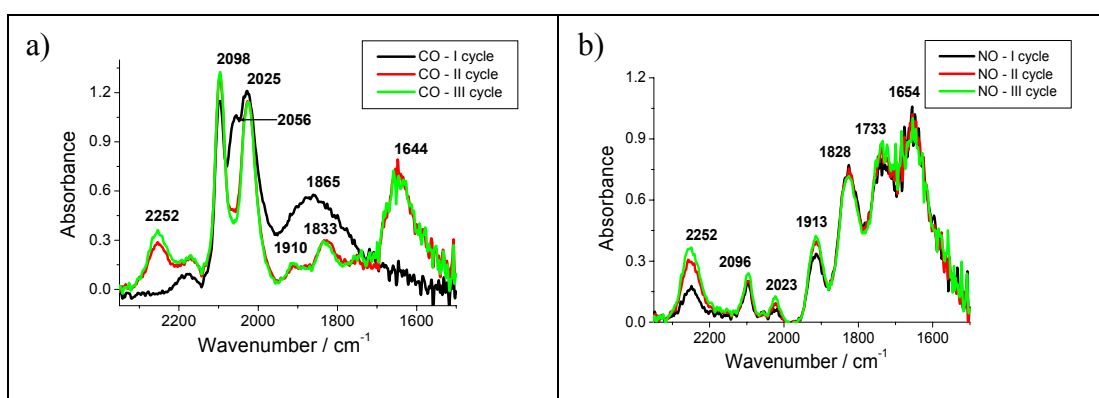 a)
CO - I cycle
CO - II cycle
CO - III cycle
2098
2025
2056
1865
1644
2252
1910
1833
1.2
0.9
0.6
0.3
0.0
Absorbance
2200 2000 1800 1600
Wavenumber / cm-1
b)
NO - I cycle
NO - II cycle
NO - III cycle
1654
1733
1828
1913
2252
2096
2023
1.2
0.9
0.6
0.3
0.0
Absorbance
2200 2000 1800 1600
Wavenumber / cm-1